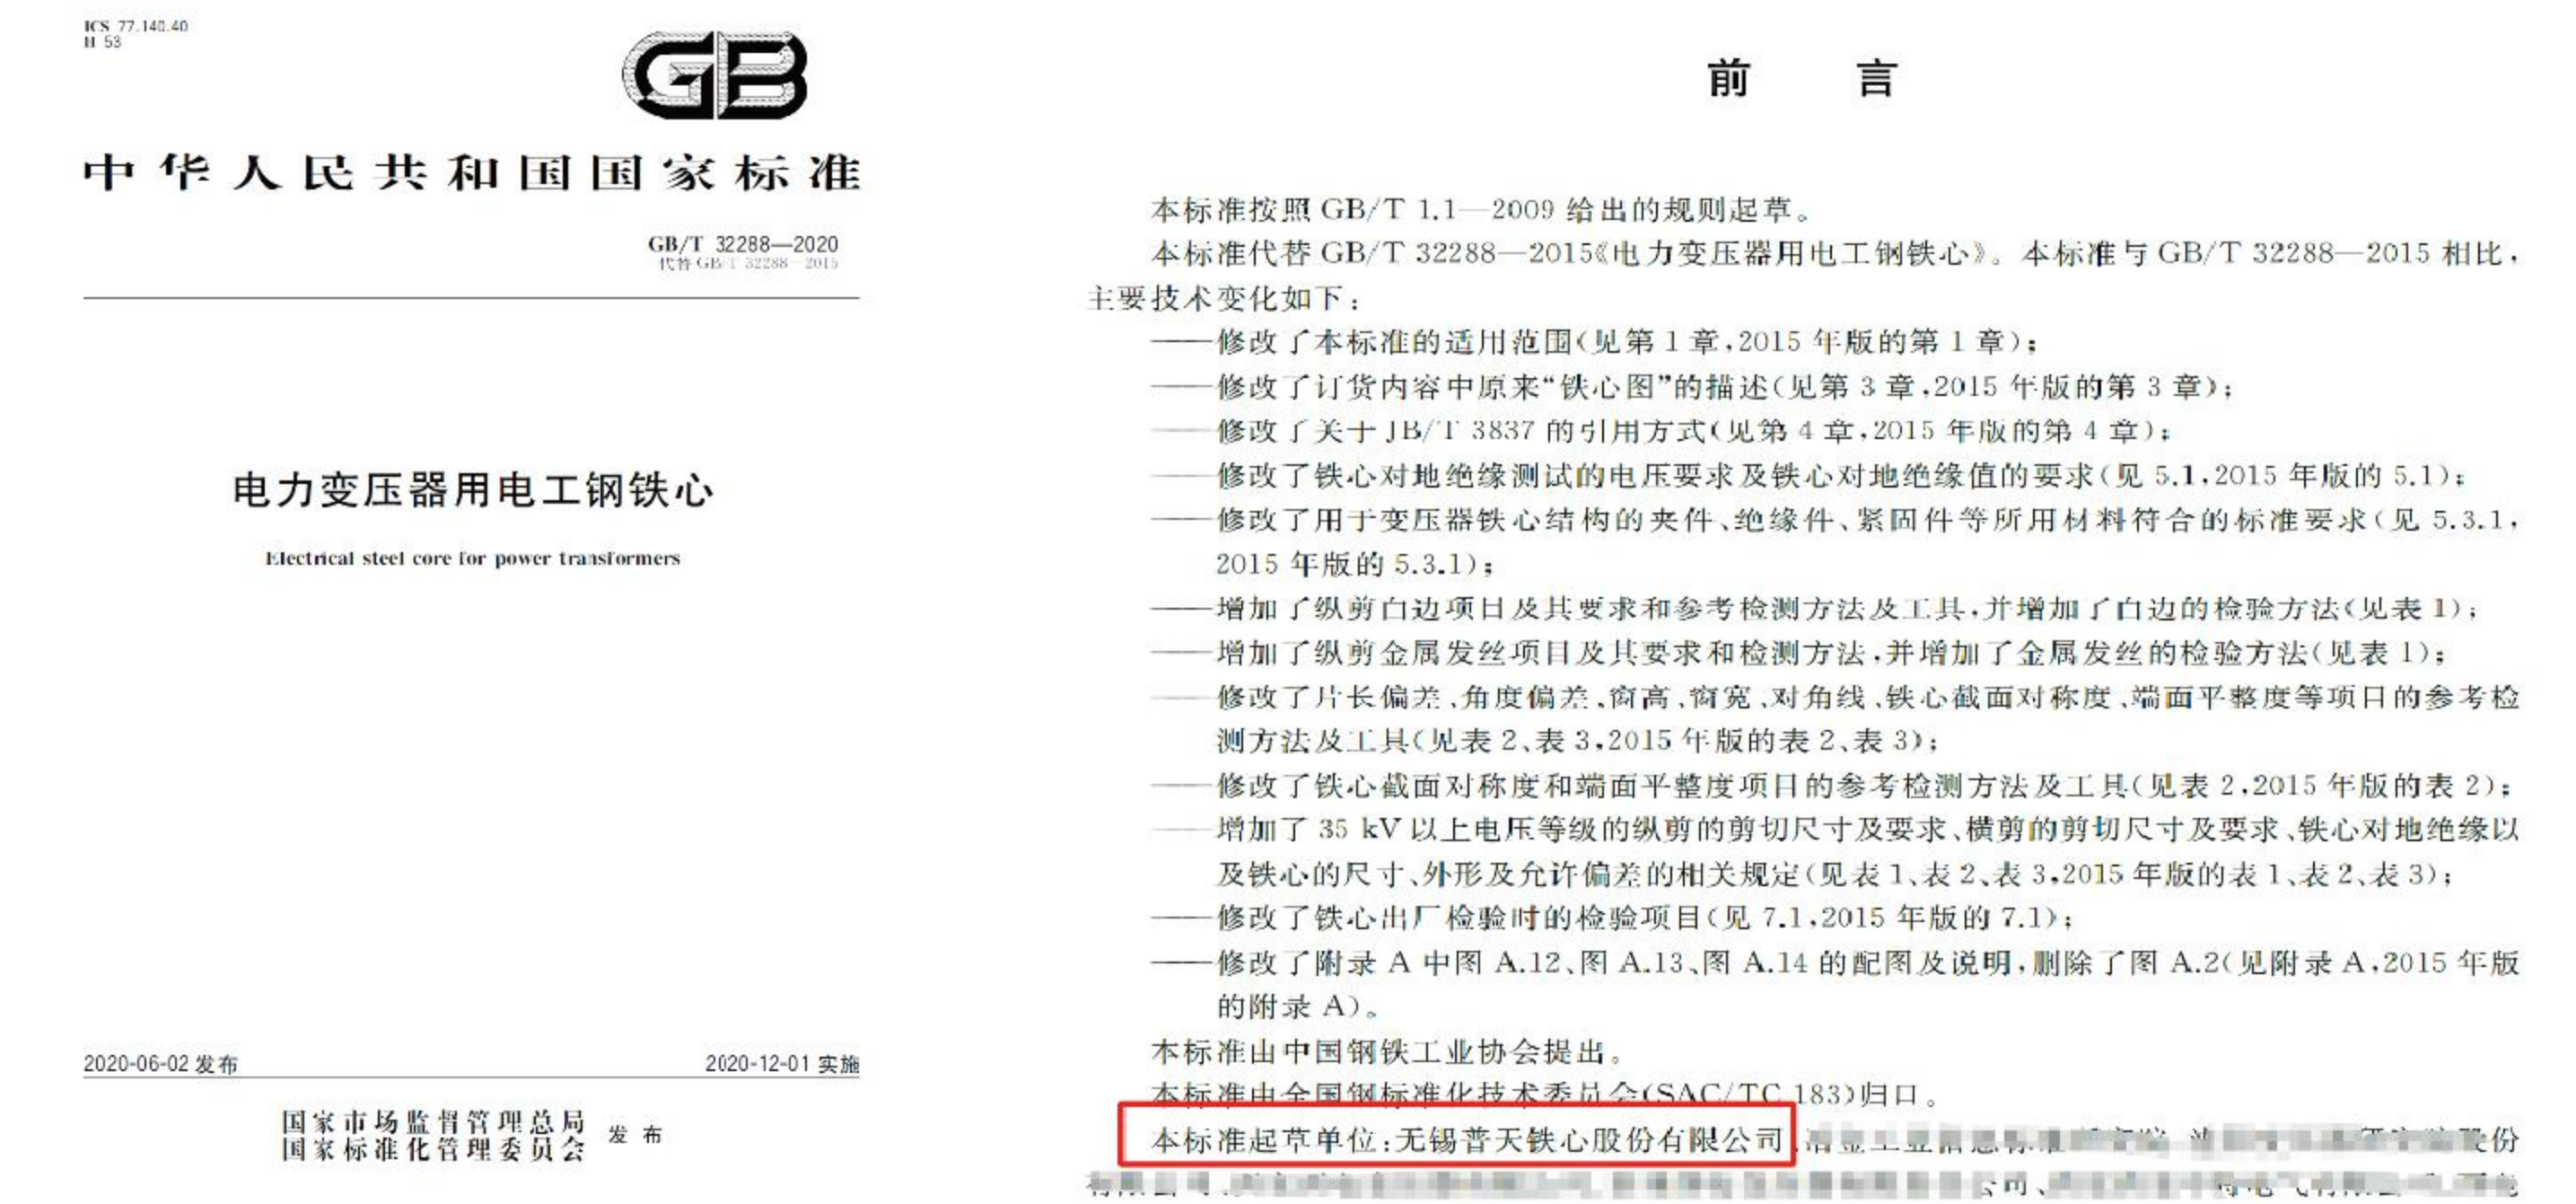 ICS 77.140.40
H 53
GB
中华人民共和国国家标准
GB/T 32288—2020
代替 GB/T 32288—2015
电力变压器用电工钢铁心
Electrical steel core for power transformers
2020-06-02 发布
2020-12-01 实施
国家市场监督管理总局
国家标准化管理委员会
发布
前言
本标准按照 GB/T 1.1—2009 给出的规则起草。
本标准代替 GB/T 32288—2015《电力变压器用电工钢铁心》。本标准与 GB/T 32288—2015 相比,
主要技术变化如下:
——修改了本标准的适用范围(见第 1 章,2015 年版的第 1 章);
——修改了订货内容中原来“铁心图”的描述(见第 3 章,2015 年版的第 3 章);
——修改了关于 JB/T 3837 的引用方式(见第 4 章,2015 年版的第 4 章);
——修改了铁心对地绝缘测试的电压要求及铁心对地绝缘值的要求(见 5.1,2015 年版的 5.1);
——修改了用于变压器铁心结构的夹件、绝缘件、紧固件等所用材料符合的标准要求(见 5.3.1,
2015 年版的 5.3.1);
——增加了纵剪白边项目及其要求和参考检测方法及工具,并增加了白边的检验方法(见表 1);
——增加了纵剪金属发丝项目及其要求和检测方法,并增加了金属发丝的检验方法(见表 1);
——修改了片长偏差、角度偏差、窗高、窗宽、对角线、铁心截面对称度、端面平整度等项目的参考检
测方法及工具(见表 2、表 3,2015 年版的表 2、表 3);
——修改了铁心截面对称度和端面平整度项目的参考检测方法及工具(见表 2,2015 年版的表 2);
——增加了 35 kV 以上电压等级的纵剪的剪切尺寸及要求、横剪的剪切尺寸及要求、铁心对地绝缘以
及铁心的尺寸、外形及允许偏差的相关规定(见表 1、表 2、表 3,2015 年版的表 1、表 2、表 3);
——修改了铁心出厂检验时的检验项目(见 7.1,2015 年版的 7.1);
——修改了附录 A 中图 A.12、图 A.13、图 A.14 的配图及说明,删除了图 A.2(见附录 A,2015 年版
的附录 A)。
本标准由中国钢铁工业协会提出。
本标准由全国钢标准化技术委员会(SAC/TC 183)归口。
本标准起草单位:无锡普天铁心股份有限公司